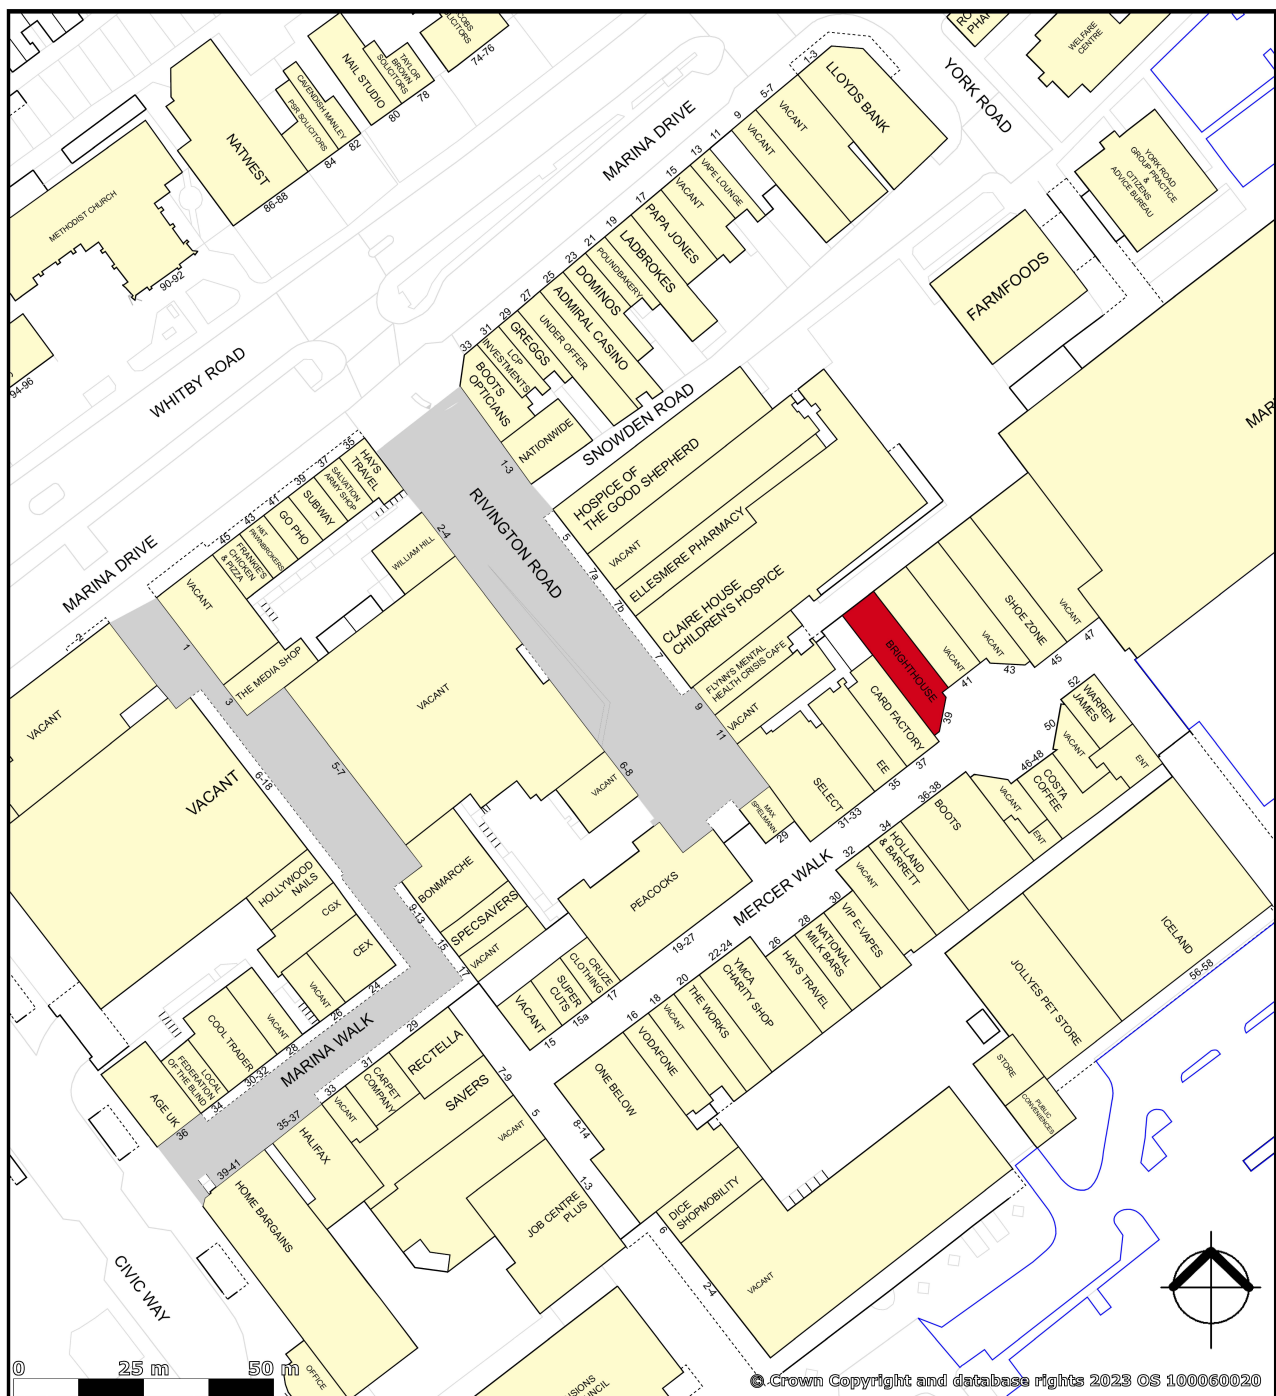 COBS
SOLICITORS
74-76
TAYLOR
BROWN
SOLICITORS
78
NAIL STUDIO
80
CAVENDISH MANLEY
82
PSR SOLICITORS
84
NATWEST
86-88
METHODIST CHURCH
90-92
94-96
WHITBY ROAD
MARINA DRIVE
YORK ROAD
WELFARE
CENTRE
YORK ROAD
GROUP PRACTICE
&
CITIZENS
ADVICE BUREAU
FARMFOODS
1-3
LLOYDS BANK
5-7
VACANT
9
VACANT
11
VAPE LOUNGE
13
VACANT
15
PAPA JONES
17
LADBROKES
19
POUNDBAKERY
21
DOMINOS
23
ADMIRAL CASINO
25
UNDER OFFER
27
GREGGS
29
LCP
INVESTMENTS
31
BOOTS
OPTICIANS
33
NATIONWIDE
1-3
SNOWDEN ROAD
HAYS
TRAVEL
35
SALVATION
ARMY SHOP
37
SUBWAY
39
GO PHO
41
H&T
PAWNBROKERS
43
FRANKIE'S
CHICKEN
& PIZZA
45
VACANT
MARINA DRIVE
WILLIAM HILL
2-4
RIVINGTON ROAD
HOSPICE OF
THE GOOD SHEPHERD
5
VACANT
7a
ELLESMERE PHARMACY
7b
CLAIRE HOUSE
CHILDREN'S HOSPICE
7
FLYNN'S MENTAL
HEALTH CRISIS CAFE
9
VACANT
11
THE MEDIA SHOP
1
3
2
VACANT
VACANT
6-18
5-7
VACANT
6-8
VACANT
BRIGHTHOUSE
39
CARD FACTORY
37
EE
35
SELECT
31-33
MAX
SPIELMANN
29
VACANT
41
VACANT
43
SHOE ZONE
45
VACANT
47
WARREN
JAMES
52
VACANT
50
ENT
COSTA
COFFEE
46-48
VACANT
ENT
BOOTS
36-38
HOLLAND
& BARRETT
34
VACANT
32
MERCER WALK
PEACOCKS
19-27
VIP E-VAPES
30
NATIONAL
MILK BARS
28
HAYS TRAVEL
26
YMCA
CHARITY SHOP
22-24
THE WORKS
20
VACANT
18
VODAFONE
16
ONE BELOW
8-14
CRUZE
CLOTHING
17
SUPER
CUTS
15a
VACANT
15
BONMARCHE
9-13
SPECSAVERS
15
VACANT
17
HOLLYWOOD
NAILS
CGX
CEX
24
VACANT
26
VACANT
28
COOL TRADER
30-32
LOCAL
FEDERATION
OF THE BLIND
34
AGE UK
36
MARINA WALK
RECTELLA
29
CARPET
COMPANY
31
VACANT
33
HALIFAX
35-37
HOME BARGAINS
39-41
SAVERS
7-9
VACANT
5
JOB CENTRE
PLUS
1-3
DICE
SHOPMOBILITY
6
VACANT
2-4
ICELAND
56-58
JOLLYES PET STORE
STORE
PUBLIC
CONVENIENCES
CIVIC WAY
OFFICE
0 25 m 50 m
© Crown Copyright and database rights 2023 OS 100060020